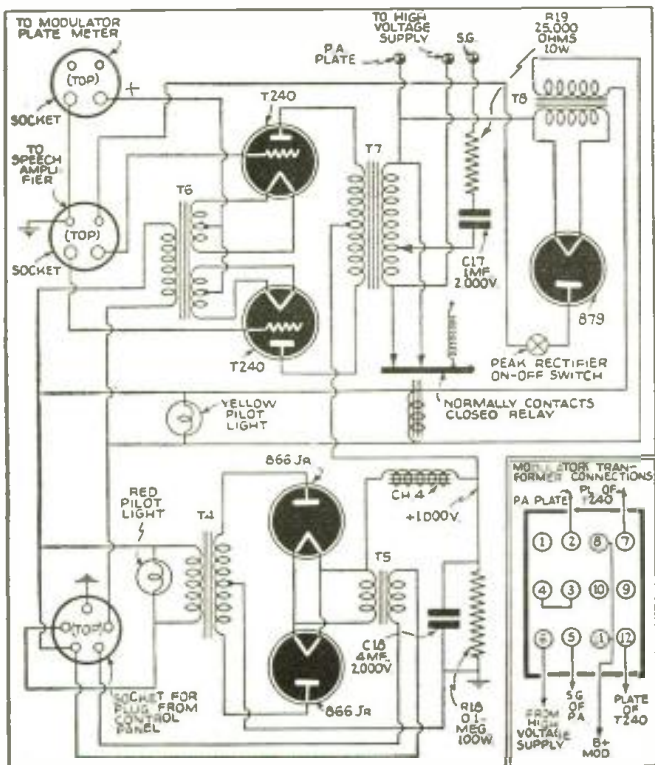 TO MODULATOR
PLATE METER
(TOP)
+
SOCKET
TO
SPEECH
AMPLI-
FIER
(TOP)
SOCKET
T240
T6
T240
T7
P.A.
PLATE
TO HIGH
VOLTAGE
SUPPLY
S.G.
R19
25,000
OHMS
10W.
T8
C17
1MF.
2,000V.
879
PEAK RECTIFIER
ON-OFF SWITCH
NORMALLY CONTACTS
CLOSED RELAY
YELLOW
PILOT
LIGHT
RED
PILOT
LIGHT
T4
866 JR
CH.4
+1000V.
T5
C18
4MF.
2,000V.
866 JR
R18
0.1-
MEG
100W.
(TOP)
SOCKET FOR
PLUG FROM
CONTROL
PANEL
MODULATOR TRAN-
FORMER CONNECTIONS
PL. OF
P.A. PLATE T240
1 2 8 7
4 3 10 9
6 5 11 12
FROM
HIGH
VOLTAGE
SUPPLY
S.G.
OF
P.A.
B+
MOD.
PLATE
OF
T240